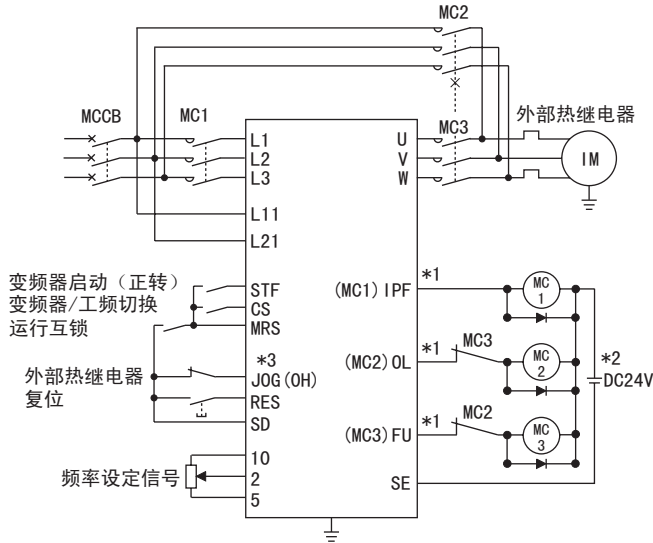 MC2
MCCB
MC1
MC3
外部热继电器
L1
L2
L3
L11
L21
U
V
W
IM
变频器启动（正转）
STF
变频器/工频切换
CS
运行互锁
MRS
*3
外部热继电器
JOG(OH)
复位
RES
SD
频率设定信号
10
2
5
(MC1) IPF
*1
MC
1
(MC2) OL
*1
MC3
MC
2
*2
DC24V
(MC3) FU
*1
MC2
MC
3
SE